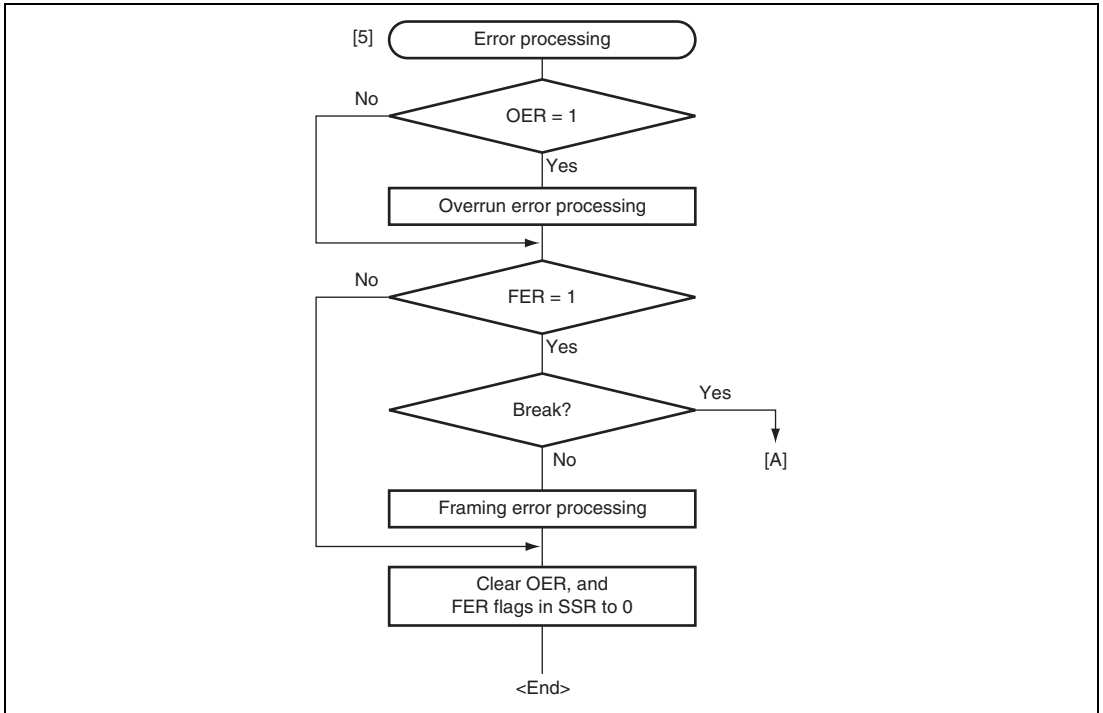 [5]
Error processing
No
OER = 1
Yes
Overrun error processing
No
FER = 1
Yes
Break?
Yes
[A]
No
Framing error processing
Clear OER, and
FER flags in SSR to 0
<End>